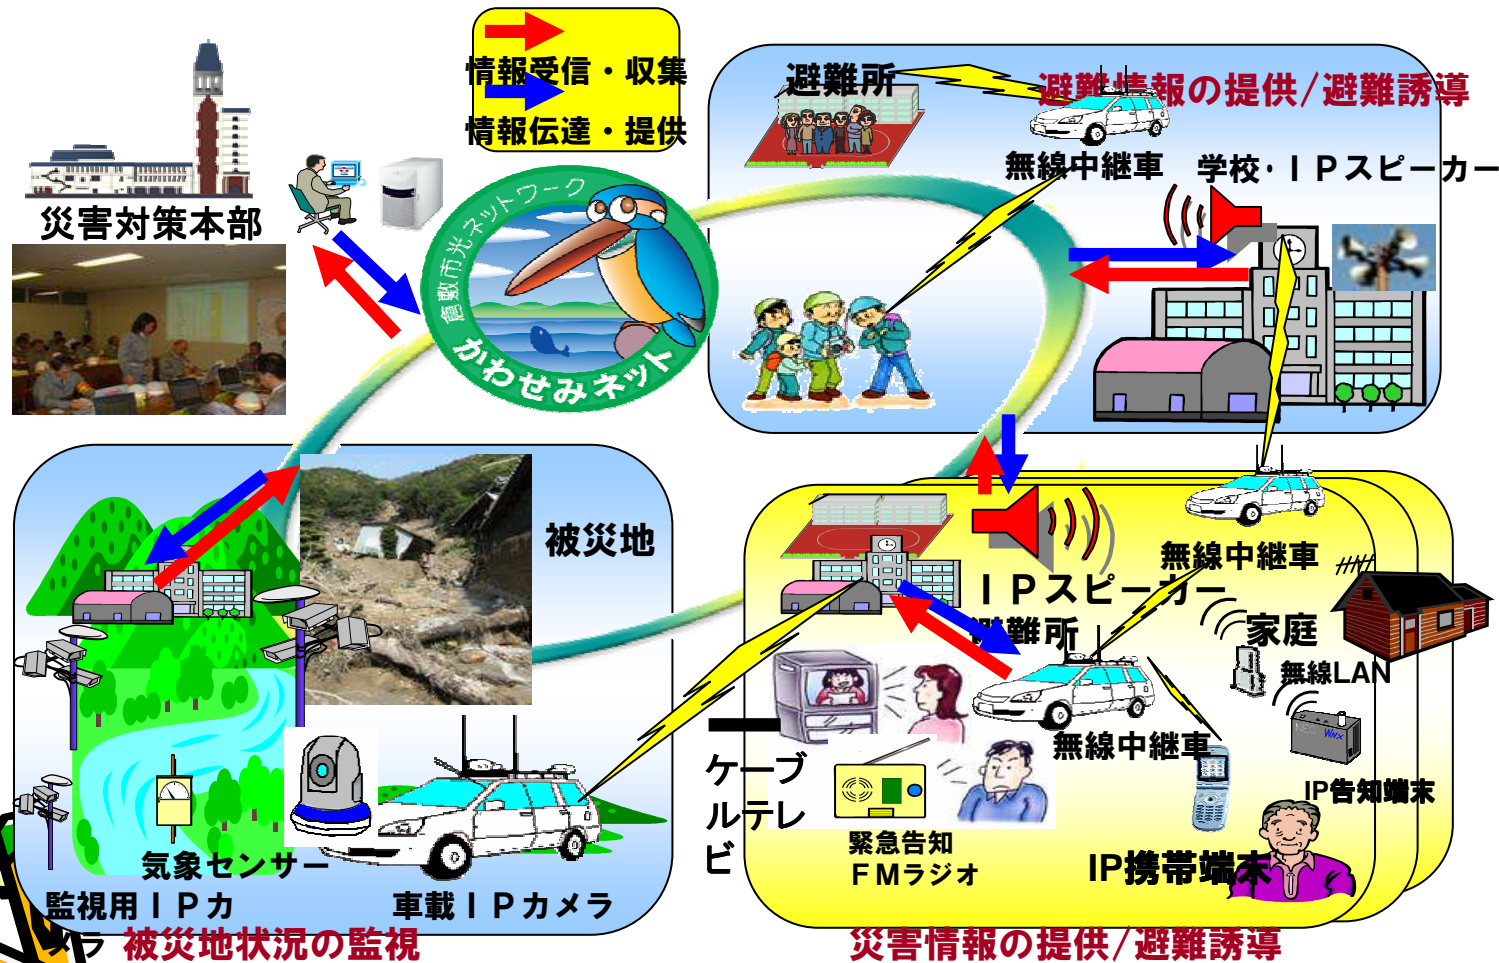 情報受信・収集
情報伝達・提供
災害対策本部
倉敷市光ネットワーク
かわせみネット
避難所
避難情報の提供/避難誘導
無線中継車
学校・ＩＰスピーカー
被災地
気象センサー
監視用ＩＰカ
メラ
車載ＩＰカメラ
被災地状況の監視
無線中継車
ＩＰスピーカー
避難所
家庭
無線LAN
無線中継車
IP告知端末
ケーブ
ルテレ
ビ
緊急告知
ＦＭラジオ
IP携帯端末
災害情報の提供/避難誘導